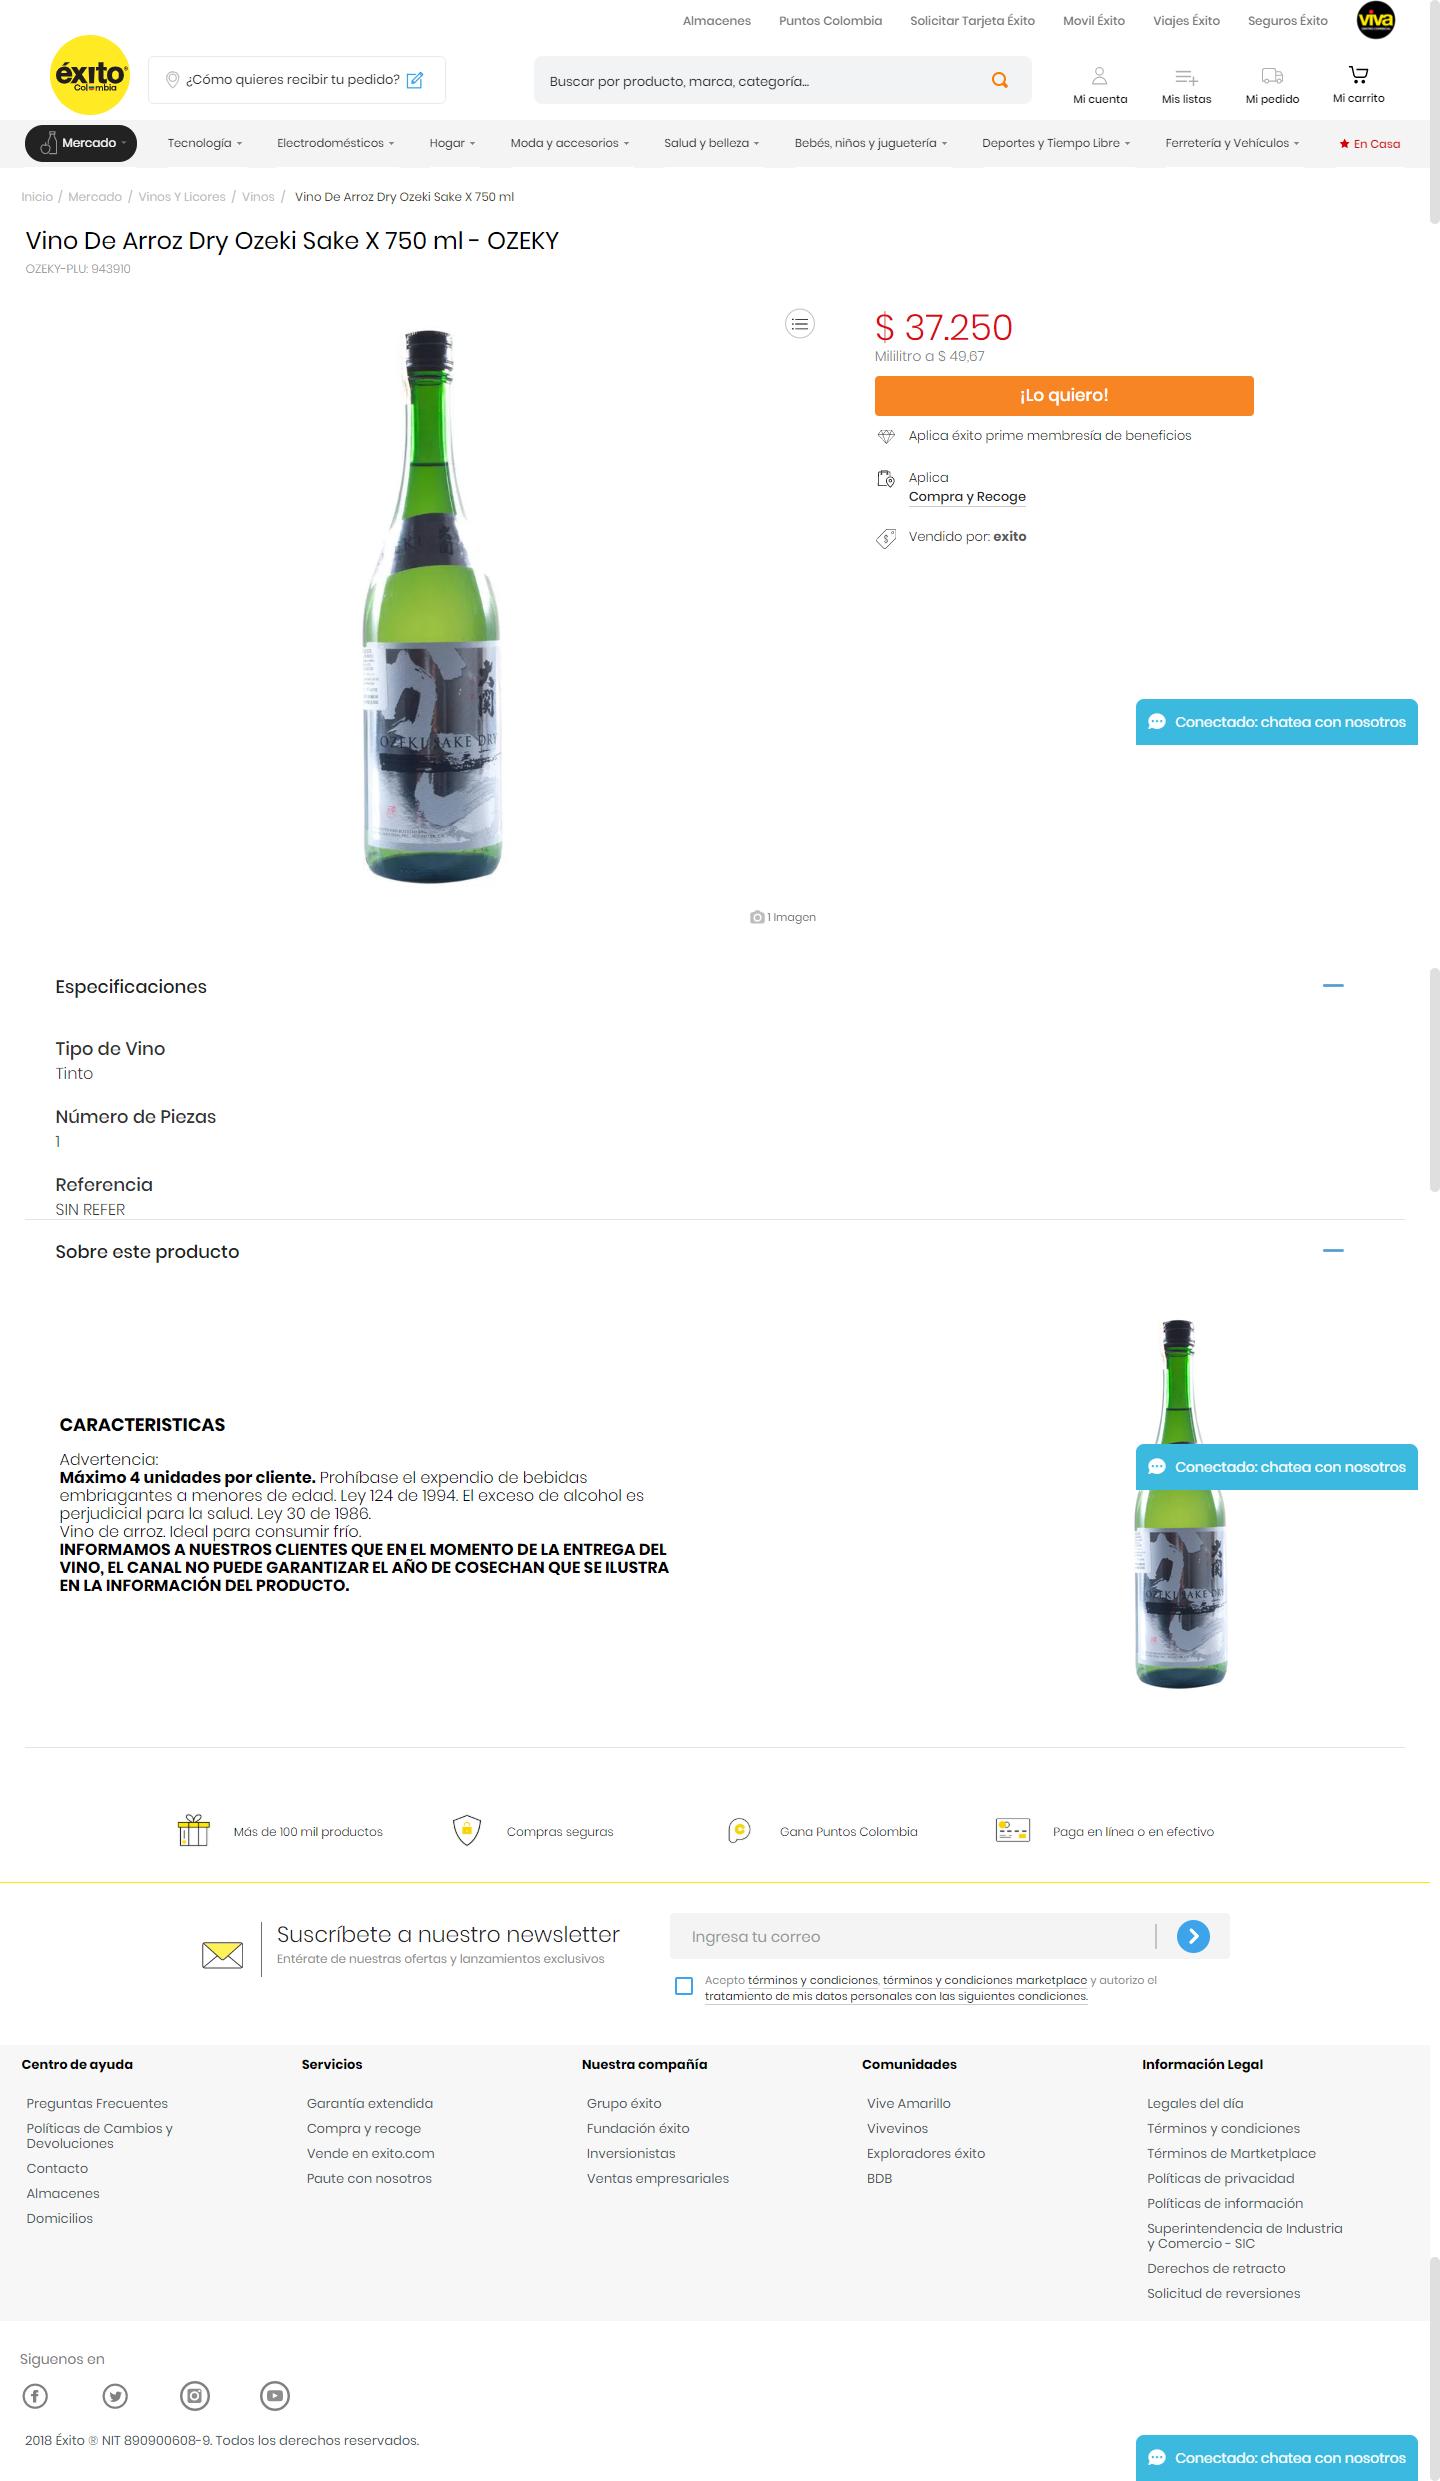 Almacenes Puntos Colombia Solicitar Tarjeta Éxito Movil Éxito Viajes Éxito Seguros Éxito viva
éxito
Colombia
¿Cómo quieres recibir tu pedido?
Buscar por producto, marca, categoría...
Mi cuenta Mis listas Mi pedido Mi carrito
Mercado Tecnología Electrodomésticos Hogar Moda y accesorios Salud y belleza Bebés, niños y juguetería Deportes y Tiempo Libre Ferretería y Vehículos En Casa
Inicio / Mercado / Vinos Y Licores / Vinos / Vino De Arroz Dry Ozeki Sake X 750 ml
Vino De Arroz Dry Ozeki Sake X 750 ml - OZEKY
OZEKY-PLU: 943910
$ 37.250
Mililitro a $ 49,67
¡Lo quiero!
Aplica éxito prime membresía de beneficios
Aplica
Compra y Recoge
Vendido por: exito
OZEKI SAKE DRY
Conectado: chatea con nosotros
1 Imagen
Especificaciones
Tipo de Vino
Tinto
Número de Piezas
1
Referencia
SIN REFER
Sobre este producto
CARACTERISTICAS
Advertencia:
Máximo 4 unidades por cliente. Prohíbase el expendio de bebidas
embriagantes a menores de edad. Ley 124 de 1994. El exceso de alcohol es
perjudicial para la salud. Ley 30 de 1986.
Vino de arroz. Ideal para consumir frío.
INFORMAMOS A NUESTROS CLIENTES QUE EN EL MOMENTO DE LA ENTREGA DEL
VINO, EL CANAL NO PUEDE GARANTIZAR EL AÑO DE COSECHAN QUE SE ILUSTRA
EN LA INFORMACIÓN DEL PRODUCTO.
Conectado: chatea con nosotros
OZEKI SAKE DRY
Más de 100 mil productos Compras seguras Gana Puntos Colombia Paga en línea o en efectivo
Suscríbete a nuestro newsletter
Entérate de nuestras ofertas y lanzamientos exclusivos
Ingresa tu correo
Acepto términos y condiciones, términos y condiciones marketplace y autorizo el
tratamiento de mis datos personales con las siguientes condiciones.
Centro de ayuda
Preguntas Frecuentes
Políticas de Cambios y
Devoluciones
Contacto
Almacenes
Domicilios
Servicios
Garantía extendida
Compra y recoge
Vende en exito.com
Paute con nosotros
Nuestra compañía
Grupo éxito
Fundación éxito
Inversionistas
Ventas empresariales
Comunidades
Vive Amarillo
Vivevinos
Exploradores éxito
BDB
Información Legal
Legales del día
Términos y condiciones
Términos de Martketplace
Políticas de privacidad
Políticas de información
Superintendencia de Industria
y Comercio - SIC
Derechos de retracto
Solicitud de reversiones
Siguenos en
2018 Éxito ® NIT 890900608-9. Todos los derechos reservados.
Conectado: chatea con nosotros